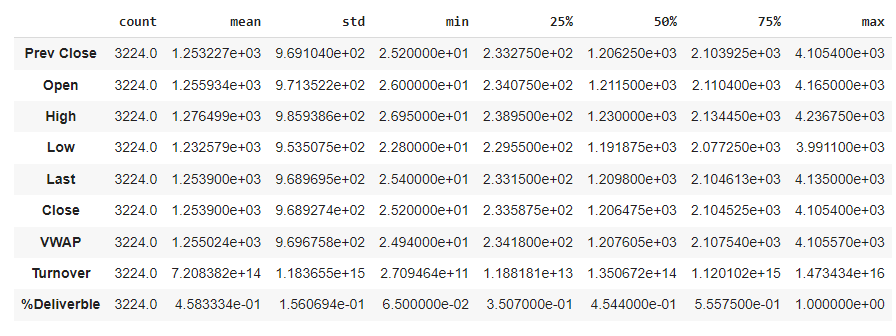 count mean std min 25% 50% 75% max
Prev Close 3224.0 1.253227e+03 9.691040e+02 2.520000e+01 2.332750e+02 1.206250e+03 2.103925e+03 4.105400e+03
Open 3224.0 1.255934e+03 9.713522e+02 2.600000e+01 2.340750e+02 1.211500e+03 2.110400e+03 4.165000e+03
High 3224.0 1.276499e+03 9.859386e+02 2.695000e+01 2.389500e+02 1.230000e+03 2.134450e+03 4.236750e+03
Low 3224.0 1.232579e+03 9.535075e+02 2.280000e+01 2.295500e+02 1.191875e+03 2.077250e+03 3.991100e+03
Last 3224.0 1.253900e+03 9.689695e+02 2.540000e+01 2.331500e+02 1.209800e+03 2.104613e+03 4.135000e+03
Close 3224.0 1.253900e+03 9.689274e+02 2.520000e+01 2.335875e+02 1.206475e+03 2.104525e+03 4.105400e+03
VWAP 3224.0 1.255024e+03 9.696758e+02 2.494000e+01 2.341800e+02 1.207605e+03 2.107540e+03 4.105570e+03
Turnover 3224.0 7.208382e+14 1.183655e+15 2.709464e+11 1.188181e+13 1.350672e+14 1.120102e+15 1.473434e+16
%Deliverble 3224.0 4.583334e-01 1.560694e-01 6.500000e-02 3.507000e-01 4.544000e-01 5.557500e-01 1.000000e+00